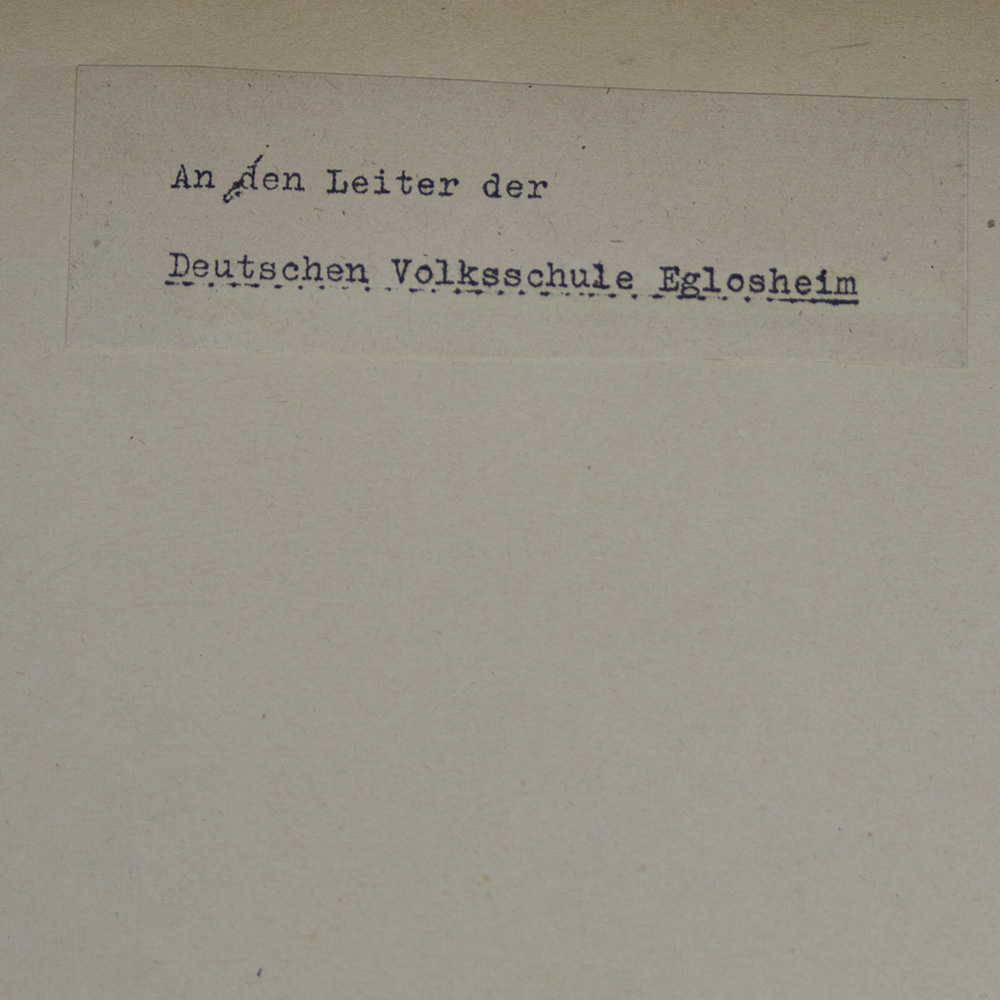 An den Leiter der
Deutschen Volksschule Eglosheim